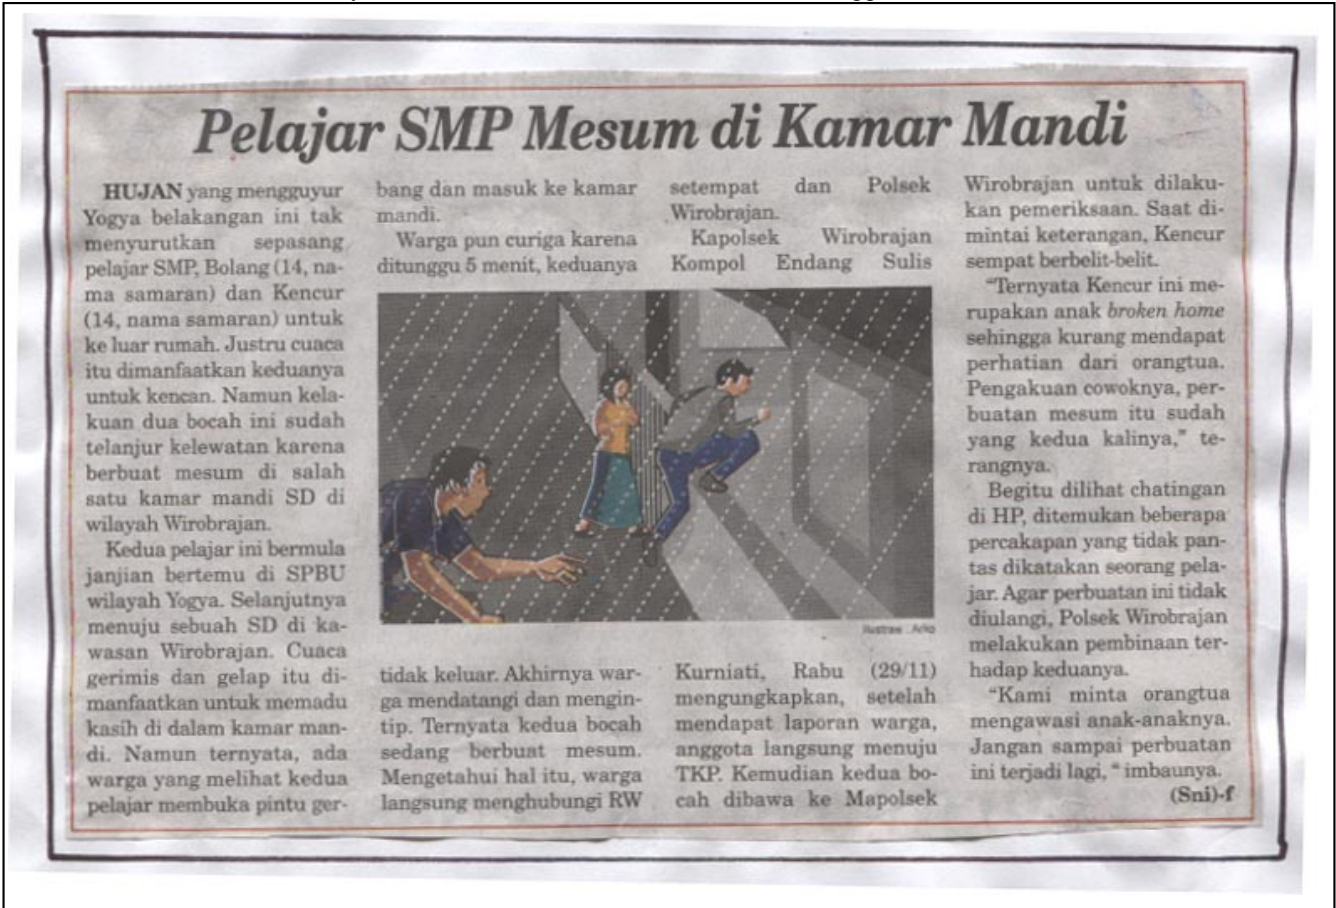 Pelajar SMP Mesum di Kamar Mandi
HUJAN yang mengguyur
Yogya belakangan ini tak
menyurutkan sepasang
pelajar SMP, Bolang (14, na-
ma samaran) dan Kencur
(14, nama samaran) untuk
ke luar rumah. Justru cuaca
itu dimanfaatkan keduanya
untuk kencan. Namun kela-
kuan dua bocah ini sudah
telanjur kelewatan karena
berbuat mesum di salah
satu kamar mandi SD di
wilayah Wirobrajan.
Kedua pelajar ini bermula
janjian bertemu di SPBU
wilayah Yogya. Selanjutnya
menuju sebuah SD di ka-
wasan Wirobrajan. Cuaca
gerimis dan gelap itu di-
manfaatkan untuk memadu
kasih di dalam kamar man-
di. Namun ternyata, ada
warga yang melihat kedua
pelajar membuka pintu ger-
bang dan masuk ke kamar
mandi.
Warga pun curiga karena
ditunggu 5 menit, keduanya
tidak keluar. Akhirnya war-
ga mendatangi dan mengin-
tip. Ternyata kedua bocah
sedang berbuat mesum.
Mengetahui hal itu, warga
langsung menghubungi RW
setempat dan Polsek
Wirobrajan.
Kapolsek Wirobrajan
Kompol Endang Sulis
Ilustrasi : Arko
Kurniati, Rabu (29/11)
mengungkapkan, setelah
mendapat laporan warga,
anggota langsung menuju
TKP. Kemudian kedua bo-
cah dibawa ke Mapolsek
Wirobrajan untuk dilaku-
kan pemeriksaan. Saat di-
mintai keterangan, Kencur
sempat berbelit-belit.
"Ternyata Kencur ini me-
rupakan anak broken home
sehingga kurang mendapat
perhatian dari orangtua.
Pengakuan cowoknya, per-
buatan mesum itu sudah
yang kedua kalinya," te-
rangnya.
Begitu dilihat chatingan
di HP, ditemukan beberapa
percakapan yang tidak pan-
tas dikatakan seorang pela-
jar. Agar perbuatan ini tidak
diulangi, Polsek Wirobrajan
melakukan pembinaan ter-
hadap keduanya.
"Kami minta orangtua
mengawasi anak-anaknya.
Jangan sampai perbuatan
ini terjadi lagi, " imbaunya.
(Sni)-f